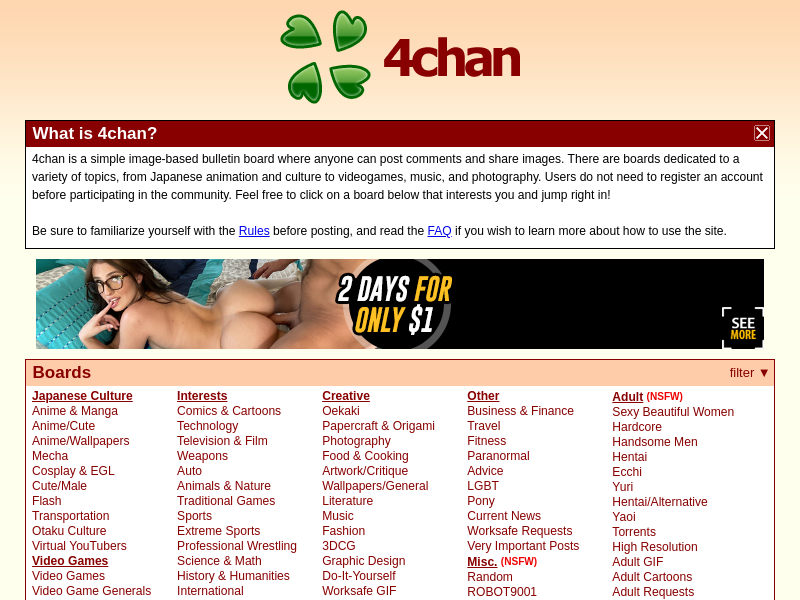 4chan
What is 4chan?
4chan is a simple image-based bulletin board where anyone can post comments and share images. There are boards dedicated to a
variety of topics, from Japanese animation and culture to videogames, music, and photography. Users do not need to register an account
before participating in the community. Feel free to click on a board below that interests you and jump right in!
Be sure to familiarize yourself with the Rules before posting, and read the FAQ if you wish to learn more about how to use the site.
2 DAYS FOR
ONLY $1
SEE
MORE
Boards
filter ▼
Japanese Culture
Anime & Manga
Anime/Cute
Anime/Wallpapers
Mecha
Cosplay & EGL
Cute/Male
Flash
Transportation
Otaku Culture
Virtual YouTubers
Video Games
Video Games
Video Game Generals
Interests
Comics & Cartoons
Technology
Television & Film
Weapons
Auto
Animals & Nature
Traditional Games
Sports
Extreme Sports
Professional Wrestling
Science & Math
History & Humanities
International
Creative
Oekaki
Papercraft & Origami
Photography
Food & Cooking
Artwork/Critique
Wallpapers/General
Literature
Music
Fashion
3DCG
Graphic Design
Do-It-Yourself
Worksafe GIF
Other
Business & Finance
Travel
Fitness
Paranormal
Advice
LGBT
Pony
Current News
Worksafe Requests
Very Important Posts
Misc. (NSFW)
Random
ROBOT9001
Adult (NSFW)
Sexy Beautiful Women
Hardcore
Handsome Men
Hentai
Ecchi
Yuri
Hentai/Alternative
Yaoi
Torrents
High Resolution
Adult GIF
Adult Cartoons
Adult Requests